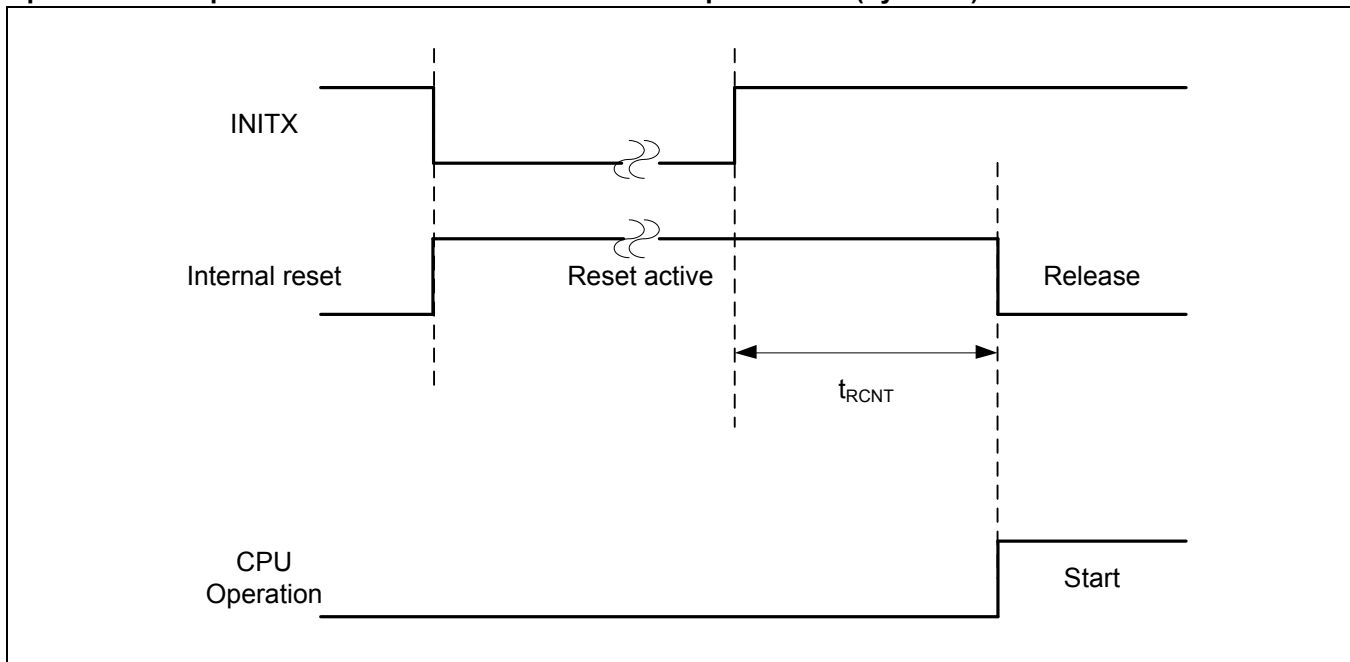 INITX
Internal reset
Reset active
Release
tRCNT
CPU
Operation
Start